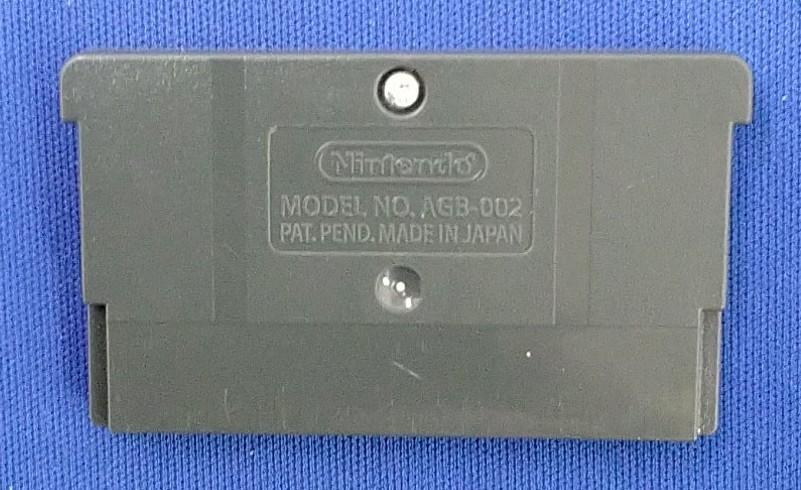 Nintendo
MODEL NO. AGB-002
PAT. PEND. MADE IN JAPAN